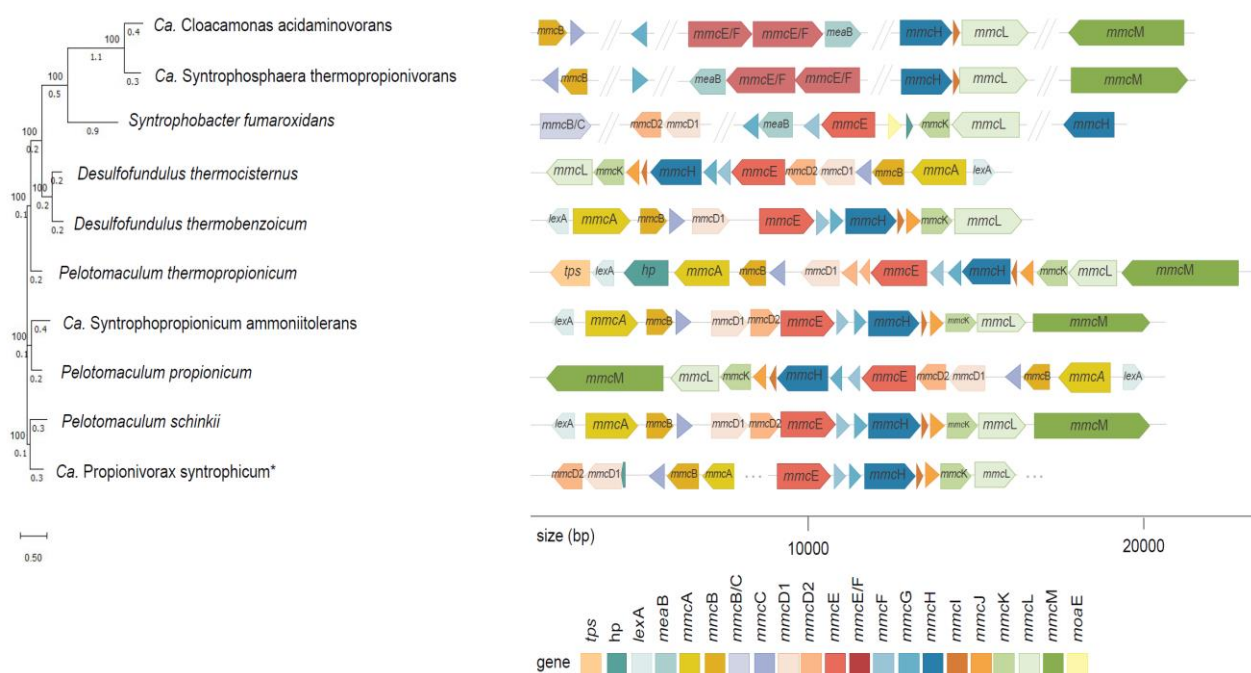 Ca. Cloacamonas acidaminovorans
mmcB mmcE/F mmcE/F meaB mmcH mmcL mmcM
Ca. Syntrophosphaera thermopropionivorans
mmcB meaB mmcE/F mmcE/F mmcH mmcL mmcM
Syntrophobacter fumaroxidans
mmcB/C mmcD2 mmcD1 meaB mmcE mmcK mmcL mmcH
Desulfofundulus thermocisternus
mmcL mmcK mmcH mmcE mmcD2 mmcD1 mmcB mmcA lexA
Desulfofundulus thermobenzoicum
lexA mmcA mmcB mmcD1 mmcE mmcH mmcK mmcL
Pelotomaculum thermopropionicum
tps lexA hp mmcA mmcB mmcD1 mmcE mmcH mmcK mmcL mmcM
Ca. Syntrophopropionicum ammoniitolerans
lexA mmcA mmcB mmcD1 mmcD2 mmcE mmcH mmcK mmcL mmcM
Pelotomaculum propionicum
mmcM mmcL mmcK mmcH mmcE mmcD2 mmcD1 mmcB mmcA lexA
Pelotomaculum schinkii
lexA mmcA mmcB mmcD1 mmcD2 mmcE mmcH mmcK mmcL mmcM
Ca. Propionivorax syntrophicum*
mmcD2 mmcD1 mmcB mmcA ... mmcE mmcH mmcK mmcL ...
100 0.4
1.1
100
0.5 0.3
100 0.9
0.2
100 0.2
100 0.2
0.1 0.2
0.2
0.4
100
0.1
0.2
0.3
100
0.1
0.3
0.50
size (bp)
10000
20000
tps
hp
lexA
meaB
mmcA
mmcB
mmcB/C
mmcC
mmcD1
mmcD2
mmcE
mmcE/F
mmcF
mmcG
mmcH
mmcI
mmcJ
mmcK
mmcL
mmcM
moaE
gene